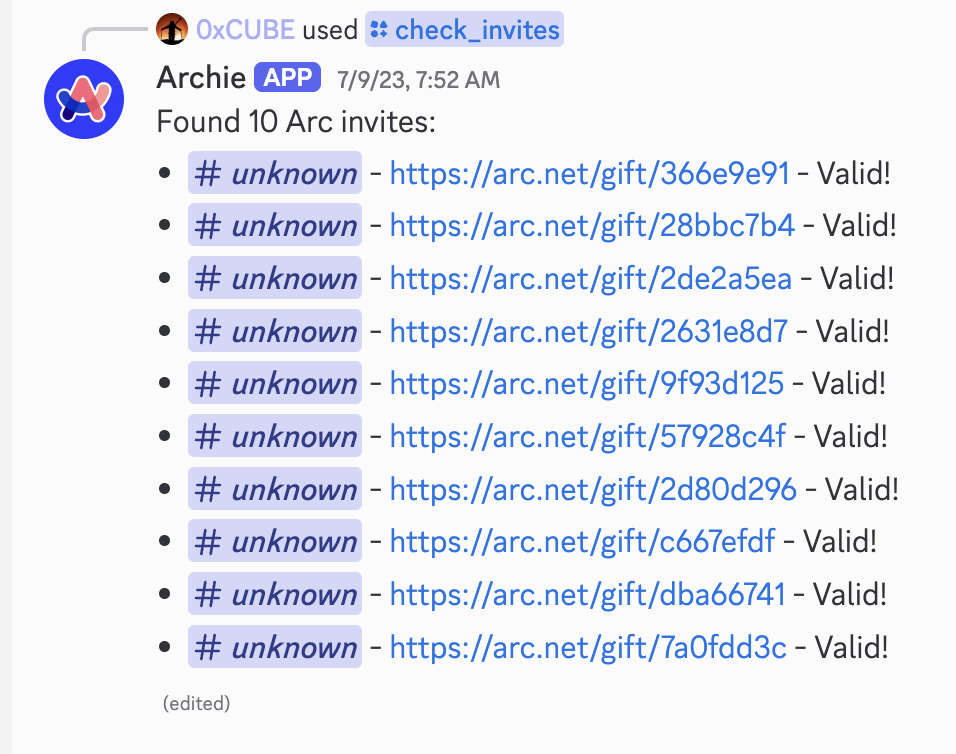 0xCUBE used check_invites
Archie APP 7/9/23, 7:52 AM
Found 10 Arc invites:
• # unknown - https://arc.net/gift/366e9e91 - Valid!
• # unknown - https://arc.net/gift/28bbc7b4 - Valid!
• # unknown - https://arc.net/gift/2de2a5ea - Valid!
• # unknown - https://arc.net/gift/2631e8d7 - Valid!
• # unknown - https://arc.net/gift/9f93d125 - Valid!
• # unknown - https://arc.net/gift/57928c4f - Valid!
• # unknown - https://arc.net/gift/2d80d296 - Valid!
• # unknown - https://arc.net/gift/c667efdf - Valid!
• # unknown - https://arc.net/gift/dba66741 - Valid!
• # unknown - https://arc.net/gift/7a0fdd3c - Valid!
(edited)